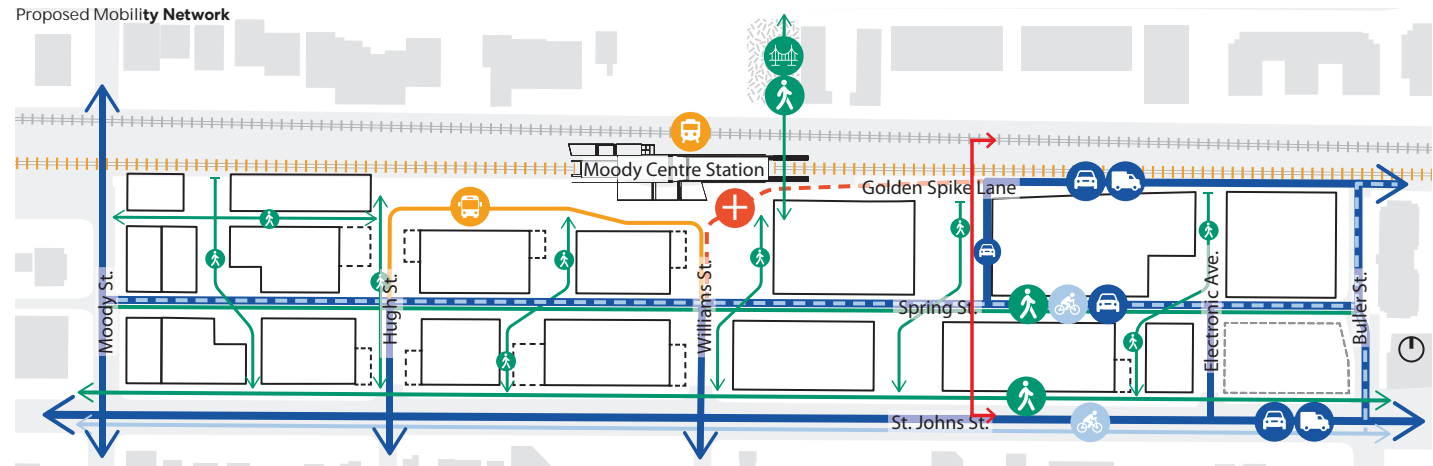 Proposed Mobility Network
Moody Centre Station
Golden Spike Lane
Moody St.
Hugh St.
Williams St.
Spring St.
Electronic Ave.
Buller St.
St. Johns St.